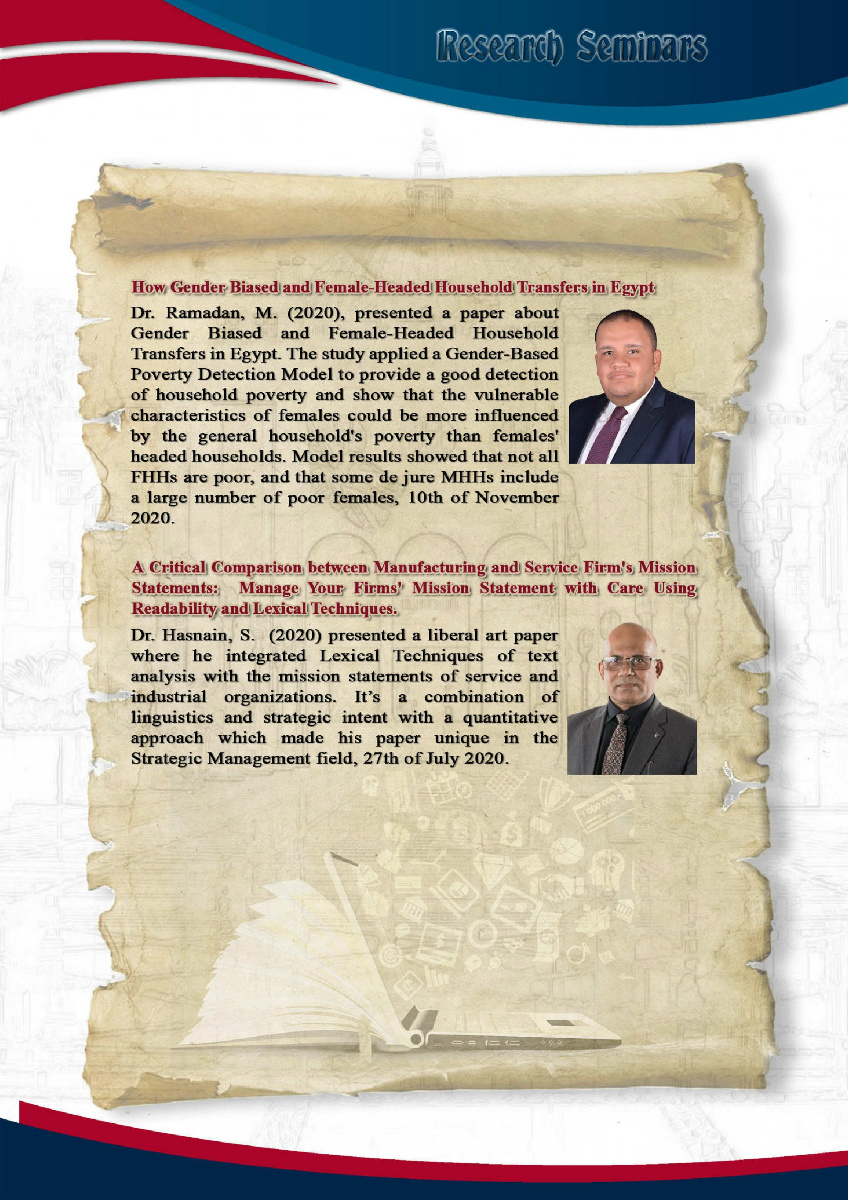 Research Seminars
How Gender Biased and Female-Headed Household Transfers in Egypt
Dr. Ramadan, M. (2020), presented a paper about
Gender Biased and Female-Headed Household
Transfers in Egypt. The study applied a Gender-Based
Poverty Detection Model to provide a good detection
of household poverty and show that the vulnerable
characteristics of females could be more influenced
by the general household's poverty than females'
headed households. Model results showed that not all
FHHs are poor, and that some de jure MHHs include
a large number of poor females, 10th of November
2020.
A Critical Comparison between Manufacturing and Service Firm's Mission
Statements: Manage Your Firms' Mission Statement with Care Using
Readability and Lexical Techniques.
Dr. Hasnain, S. (2020) presented a liberal art paper
where he integrated Lexical Techniques of text
analysis with the mission statements of service and
industrial organizations. It’s a combination of
linguistics and strategic intent with a quantitative
approach which made his paper unique in the
Strategic Management field, 27th of July 2020.